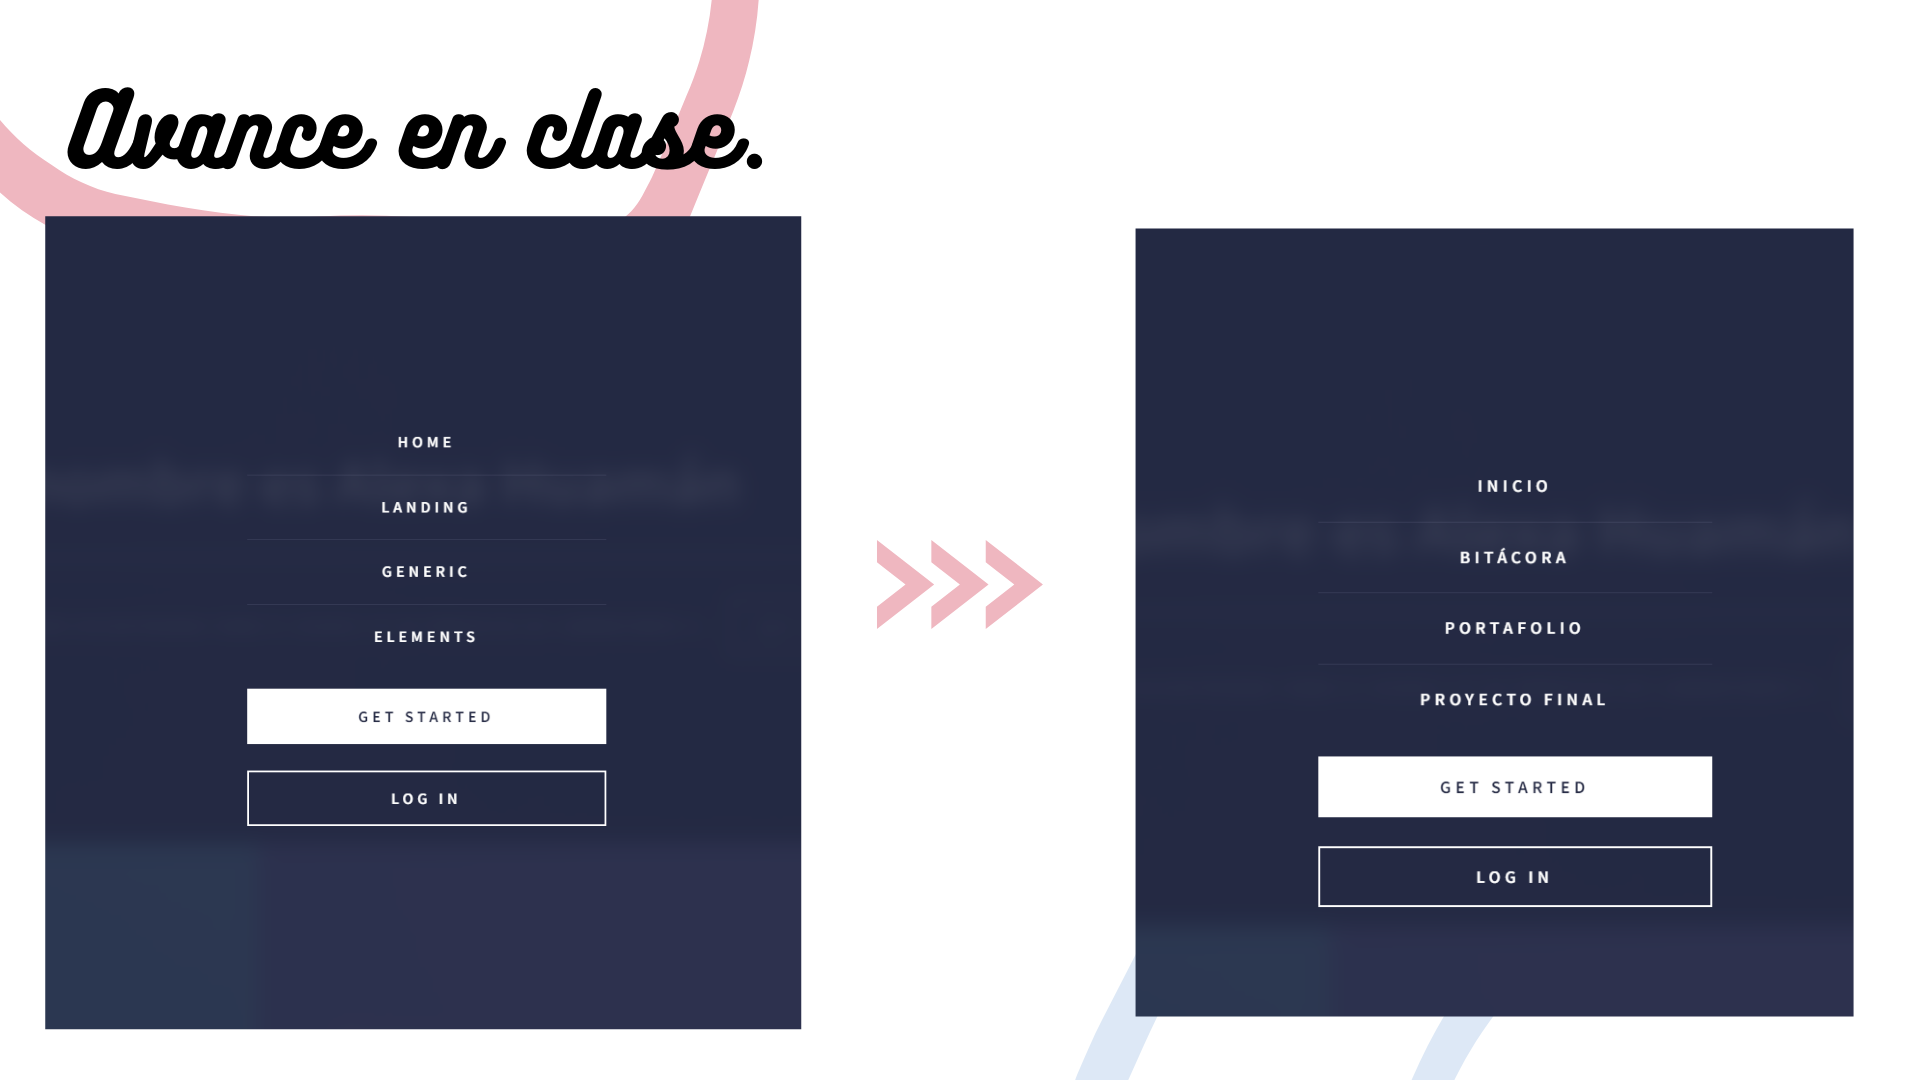 Avance en clase.
HOME
LANDING
GENERIC
ELEMENTS
GET STARTED
LOG IN
INICIO
BITÁCORA
PORTAFOLIO
PROYECTO FINAL
GET STARTED
LOG IN